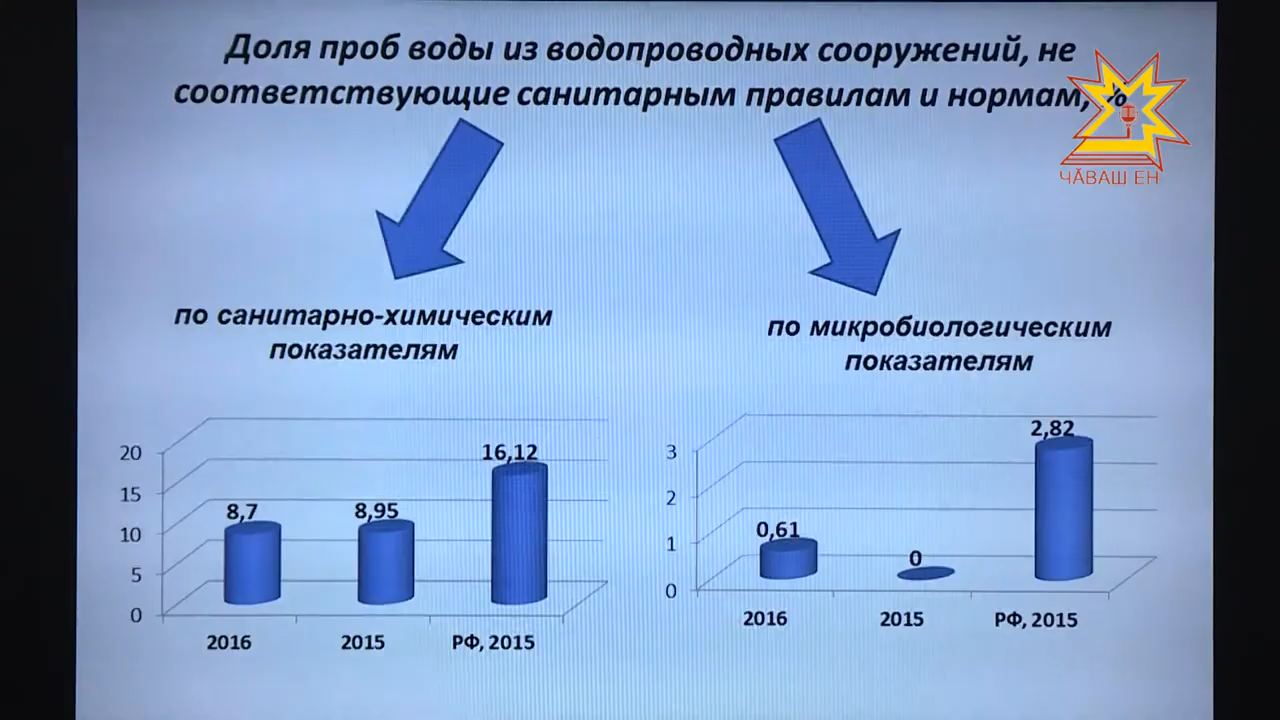 Доля проб воды из водопроводных сооружений, не
соответствующие санитарным правилам и нормам, %
ЧӐВАШ ЕН
по санитарно-химическим
показателям
по микробиологическим
показателям
20
15
10
5
0
8,7
8,95
16,12
2016
2015
РФ, 2015
3
2
1
0
0,61
0
2,82
2016
2015
РФ, 2015